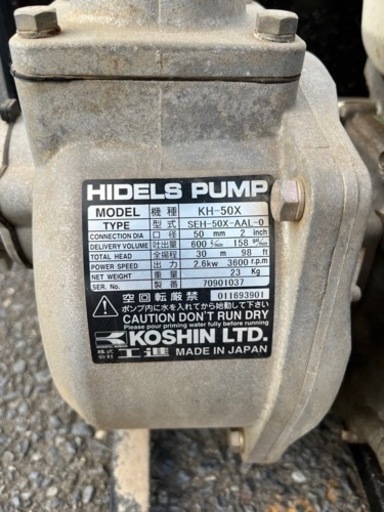 HIDELS PUMP
MODEL 機種 KH-50X
TYPE 型式 SEH-50X-AAL-0
CONNECTION DIA 口径 50 mm 2 inch
DELIVERY VOLUME 吐出量 600 ℓ/min 158 gal/min
TOTAL HEAD 全揚程 30 m 98 ft
POWER SPEED 出力 2.6kw 3600 r.p.m
NET WEIGHT 重量 23 Kg
SER. No. 製番 70901037
空回転厳禁 011693901
ポンプ内に水を入れてから始動して下さい
CAUTION DON'T RUN DRY
Please pour priming water fully before running
KOSHIN LTD.
株式会社 工進 MADE IN JAPAN